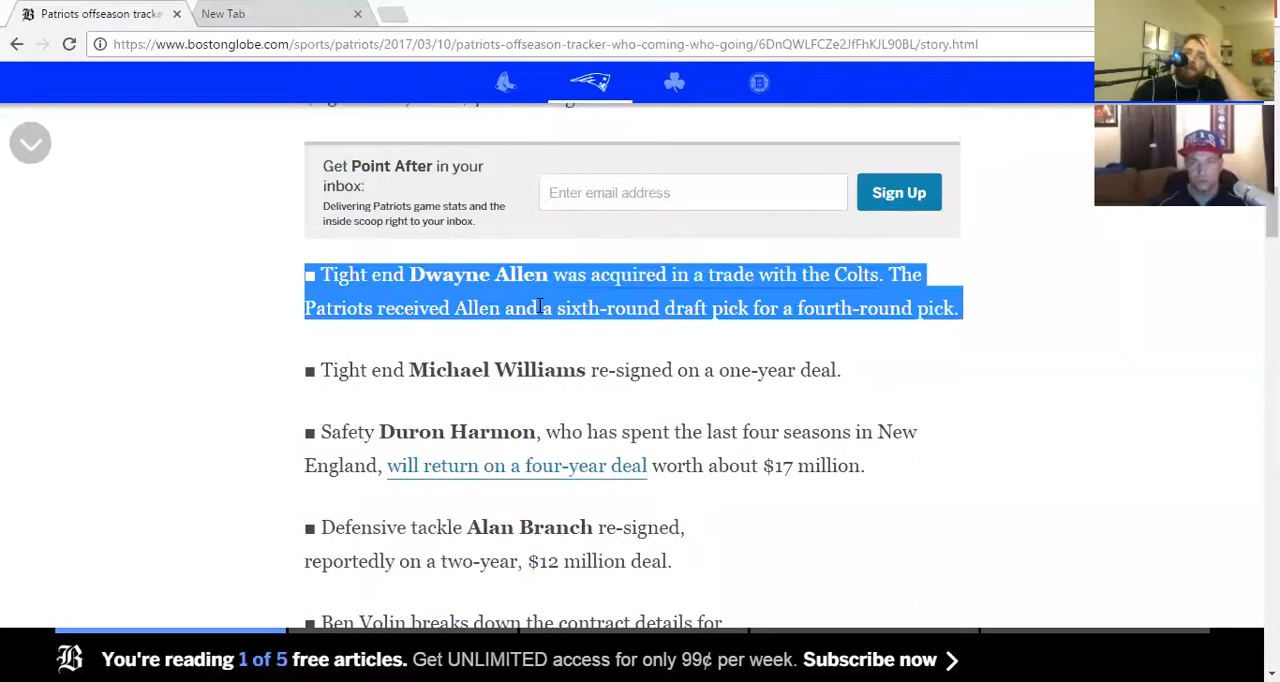 Patriots offseason tracke
New Tab
https://www.bostonglobe.com/sports/patriots/2017/03/10/patriots-offseason-tracker-who-coming-who-going/6DnQWLFCZe2JfFhKJL90BL/story.html
Get Point After in your
inbox:
Delivering Patriots game stats and the
inside scoop right to your inbox.
Enter email address
Sign Up
■ Tight end Dwayne Allen was acquired in a trade with the Colts. The
Patriots received Allen and a sixth-round draft pick for a fourth-round pick.
■ Tight end Michael Williams re-signed on a one-year deal.
■ Safety Duron Harmon, who has spent the last four seasons in New
England, will return on a four-year deal worth about $17 million.
■ Defensive tackle Alan Branch re-signed,
reportedly on a two-year, $12 million deal.
■ Ben Volin breaks down the contract details for
B You're reading 1 of 5 free articles. Get UNLIMITED access for only 99¢ per week. Subscribe now